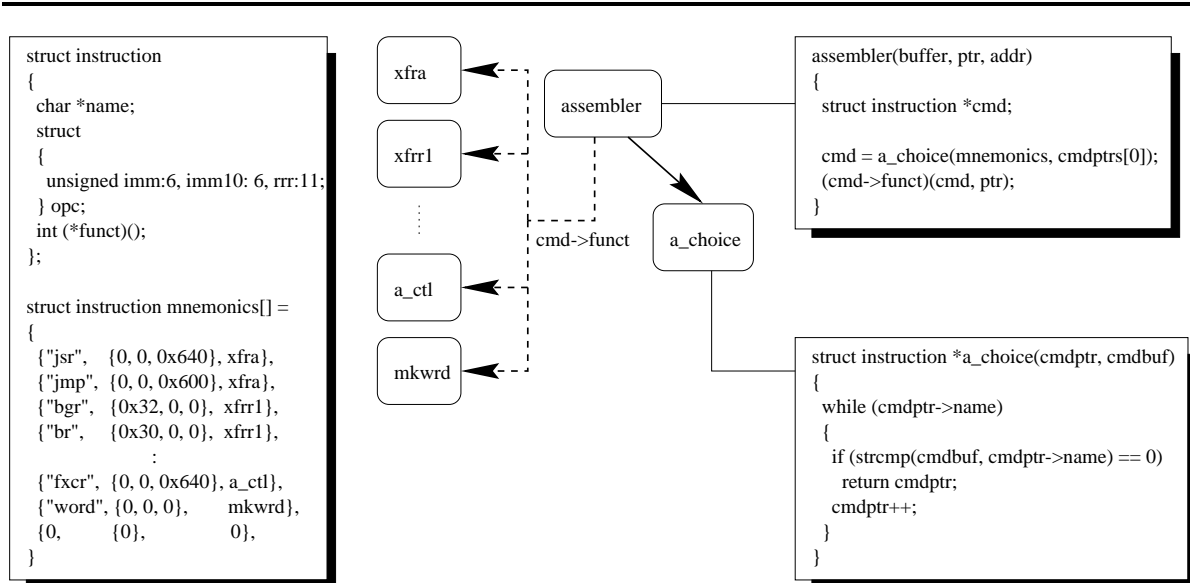 struct instruction
{
char *name;
struct
{
unsigned imm:6, imm10: 6, rrr:11;
} opc;
int (*funct)();
};
struct instruction mnemonics[] =
{
{"jsr", {0, 0, 0x640}, xfra},
{"jmp", {0, 0, 0x600}, xfra},
{"bgr", {0x32, 0, 0}, xfrr1},
{"br", {0x30, 0, 0}, xfrr1},
:
{"fxcr", {0, 0, 0x640}, a_ctl},
{"word", {0, 0, 0}, mkwrd},
{0, {0}, 0},
}
xfra
xfrr1
a_ctl
mkwrd
assembler
cmd->funct
a_choice
assembler(buffer, ptr, addr)
{
struct instruction *cmd;
cmd = a_choice(mnemonics, cmdptrs[0]);
(cmd->funct)(cmd, ptr);
}
struct instruction *a_choice(cmdptr, cmdbuf)
{
while (cmdptr->name)
{
if (strcmp(cmdbuf, cmdptr->name) == 0)
return cmdptr;
cmdptr++;
}
}